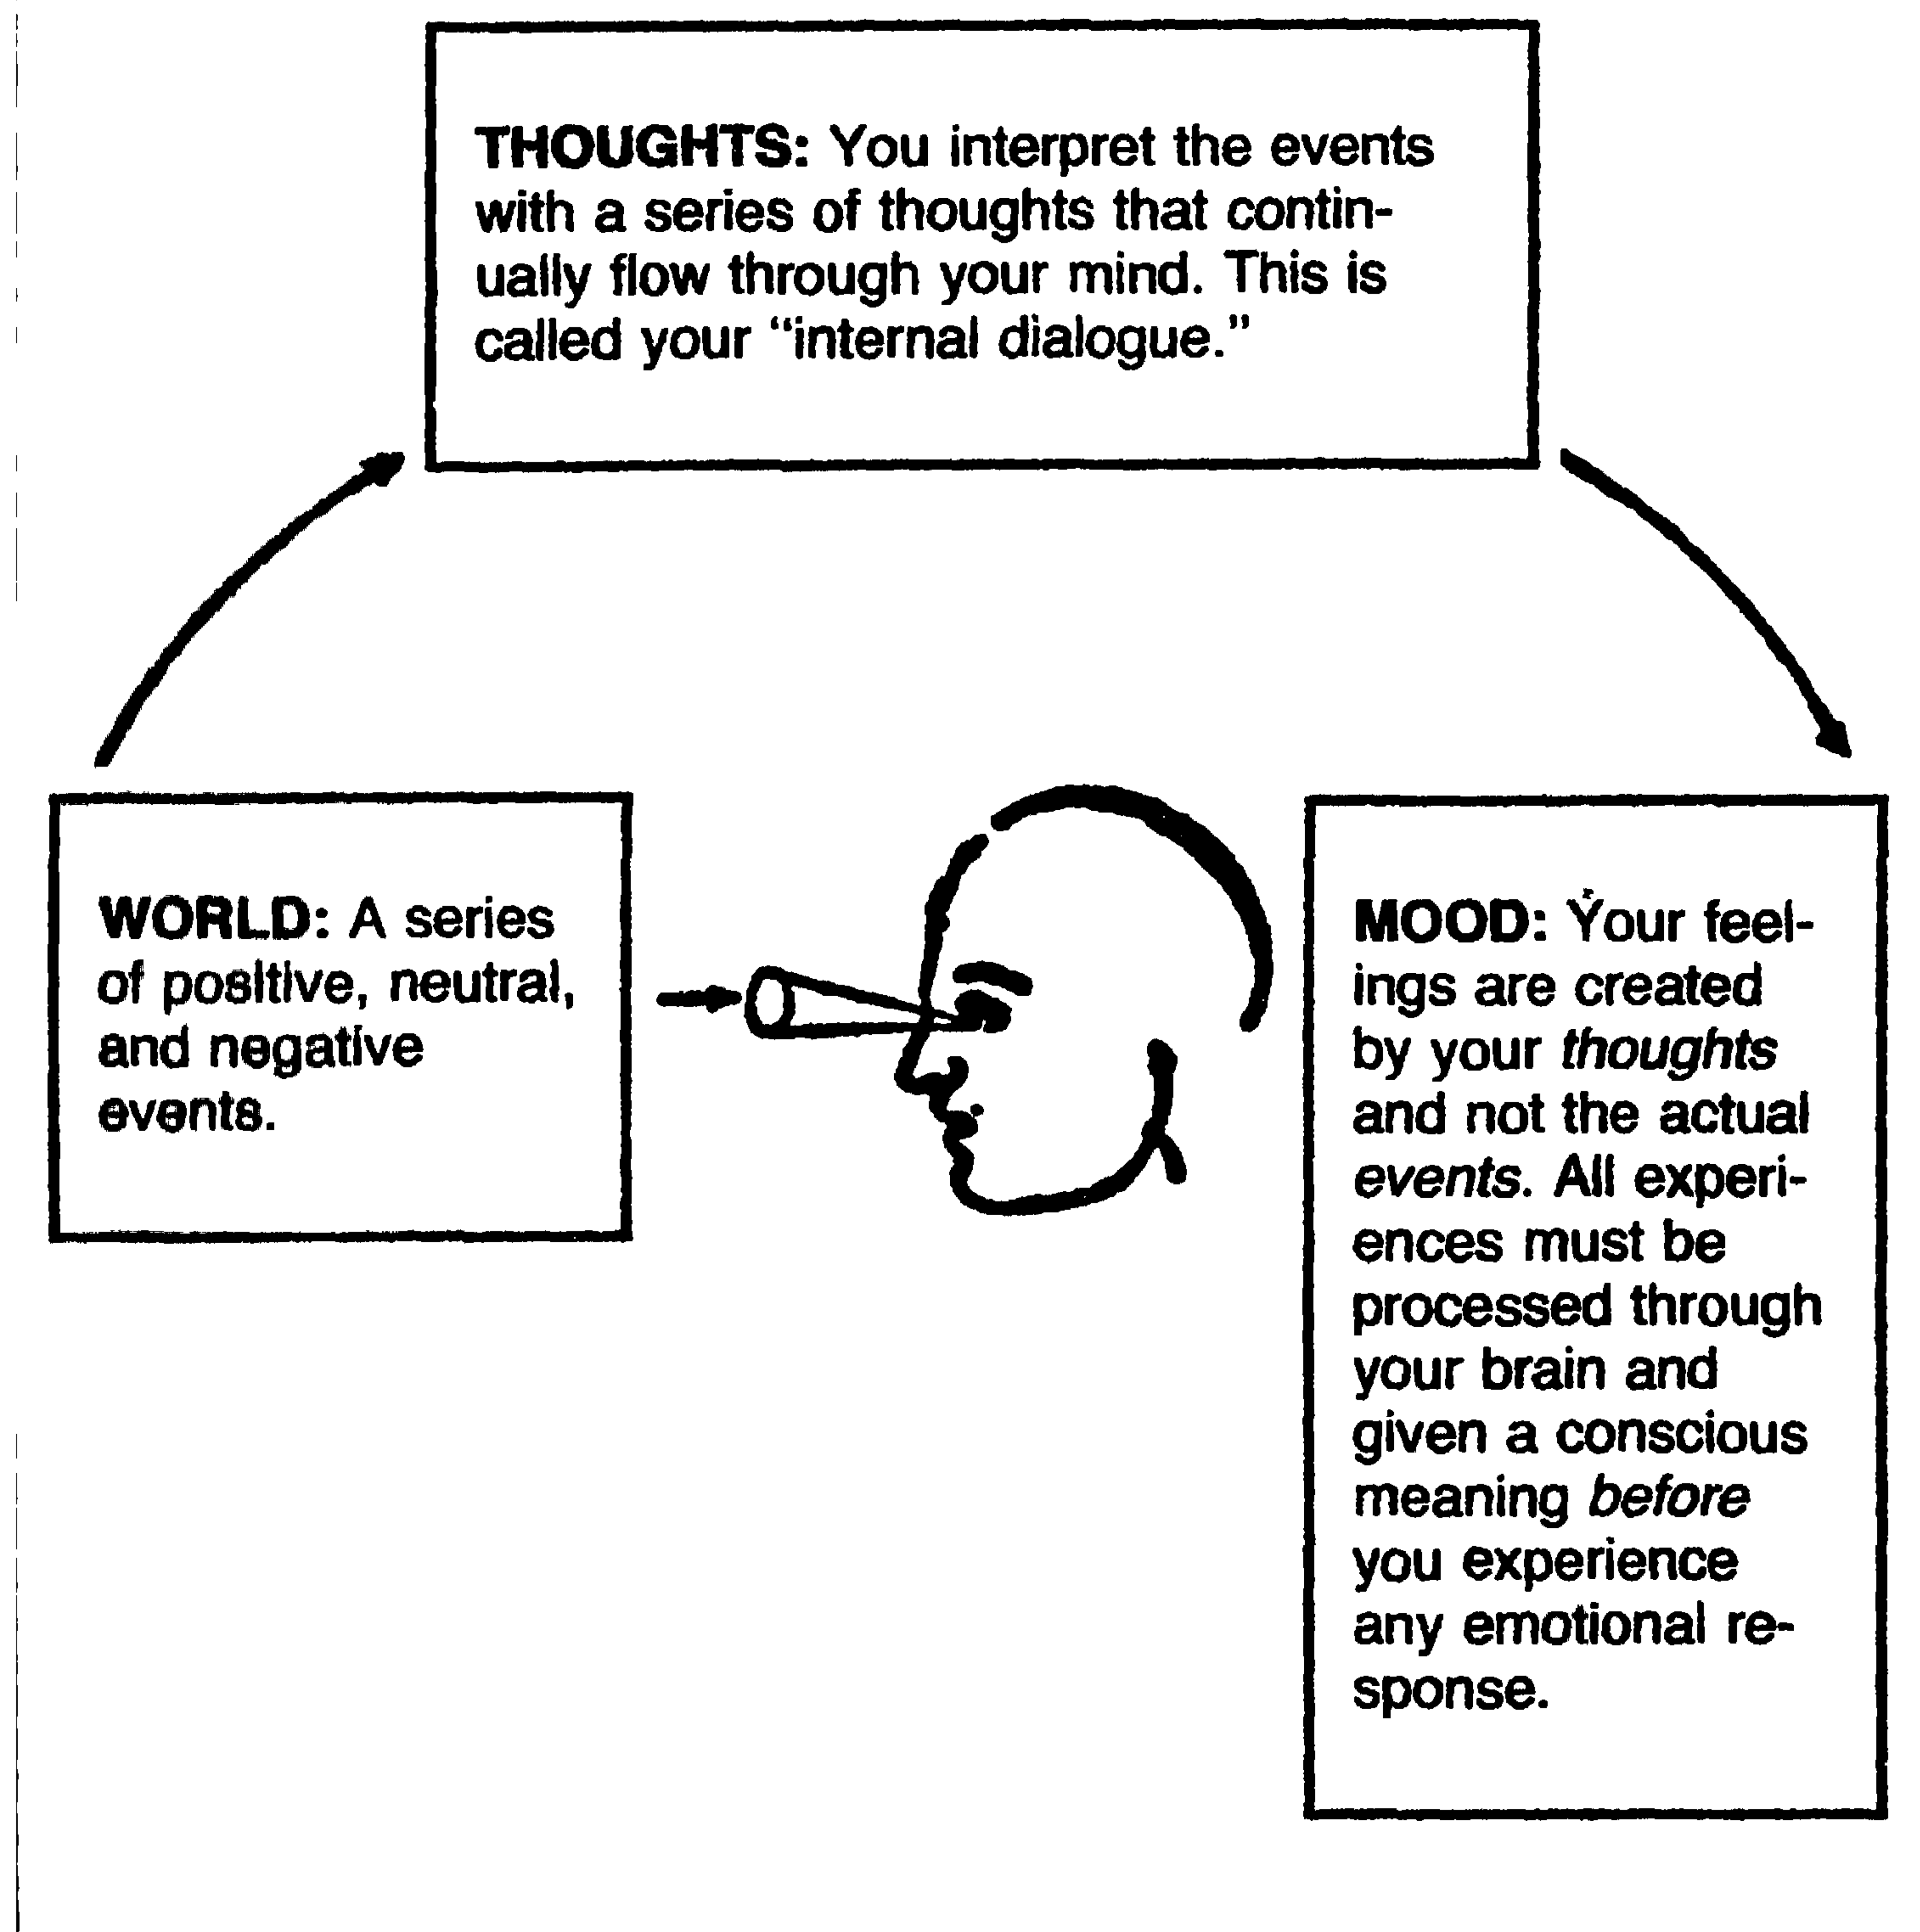 THOUGHTS: You interpret the events
with a series of thoughts that contin-
ually flow through your mind. This is
called your “internal dialogue.”
WORLD: A series
of positive, neutral,
and negative
events.
MOOD: Your feel-
ings are created
by your thoughts
and not the actual
events. All experi-
ences must be
processed through
your brain and
given a conscious
meaning before
you experience
any emotional re-
sponse.